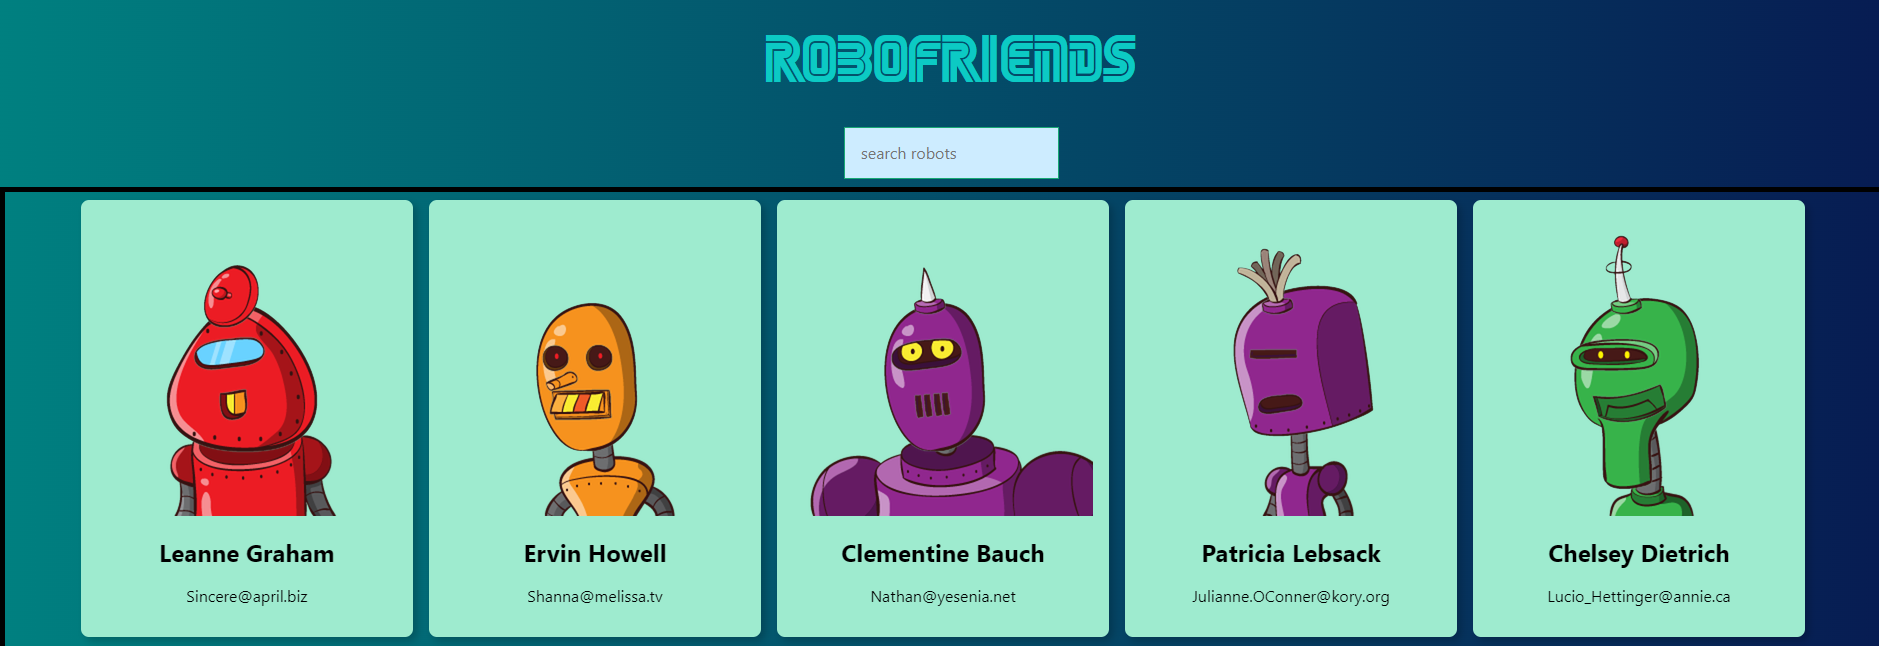 ROBOFRIENDS
search robots
Leanne Graham
Sincere@april.biz
Ervin Howell
Shanna@melissa.tv
Clementine Bauch
Nathan@yesenia.net
Patricia Lebsack
Julianne.OConner@kory.org
Chelsey Dietrich
Lucio_Hettinger@annie.ca